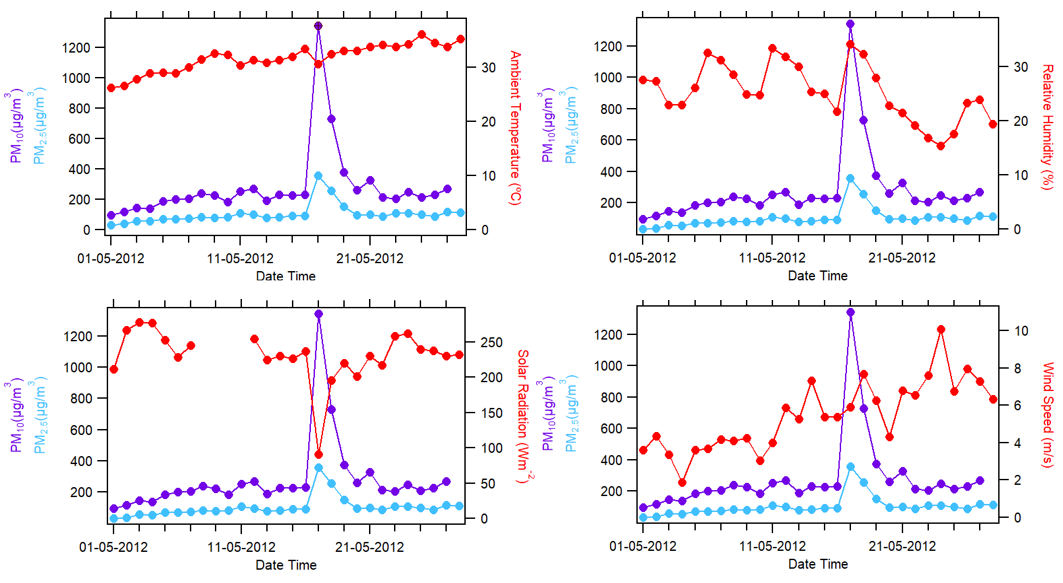 1200
1000
800
600
400
200
0
30
20
10
0
PM10(µg/m3)
PM2.5(µg/m3)
Ambient Temperature (ºC)
01-05-2012 11-05-2012 21-05-2012
Date Time
1200
1000
800
600
400
200
30
20
10
0
PM10(µg/m3)
PM2.5(µg/m3)
Relative Humidity (%)
01-05-2012 11-05-2012 21-05-2012
Date Time
1200
1000
800
600
400
200
250
200
150
100
50
0
PM10(µg/m3)
PM2.5(µg/m3)
Solar Radiation (Wm-2)
01-05-2012 11-05-2012 21-05-2012
Date Time
1200
1000
800
600
400
200
10
8
6
4
2
0
PM10(µg/m3)
PM2.5(µg/m3)
Wind Speed (m/s)
01-05-2012 11-05-2012 21-05-2012
Date Time